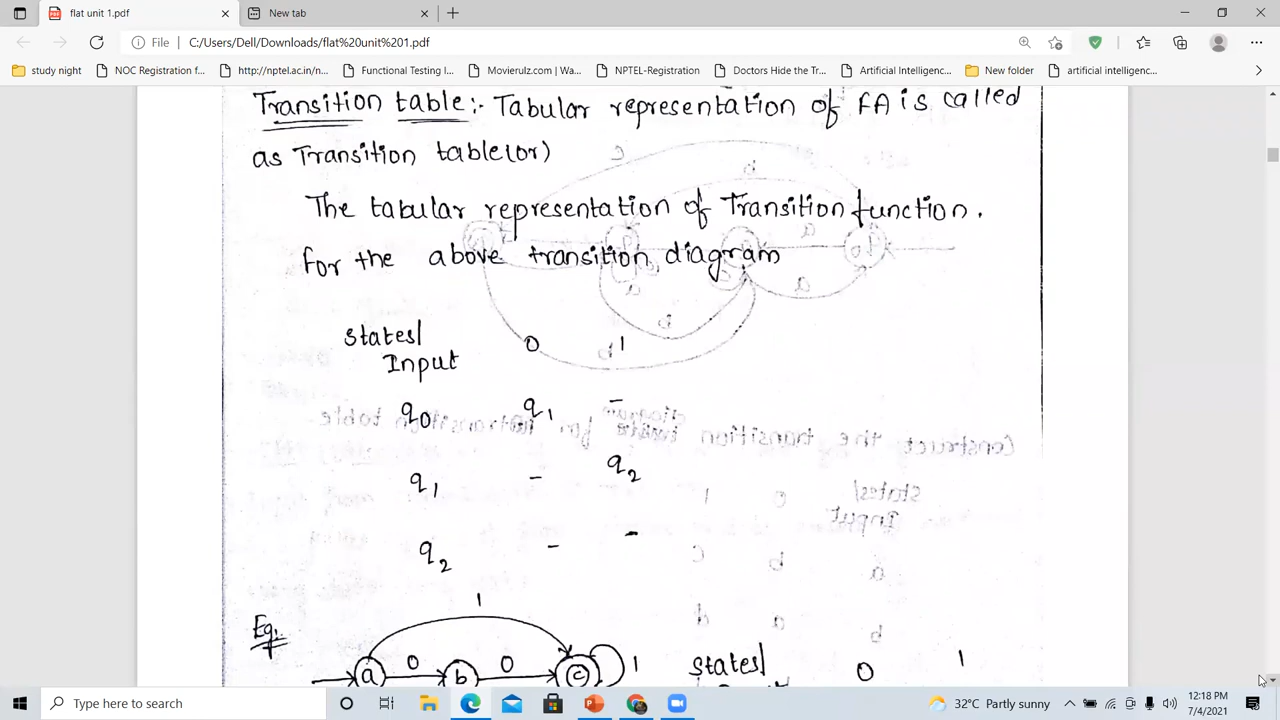 flat unit 1.pdf
New tab
File
C:/Users/Dell/Downloads/flat%20unit%201.pdf
study night
NOC Registration f...
http://nptel.ac.in/n...
Functional Testing I...
Movierulz.com | Wa...
NPTEL-Registration
Doctors Hide the Tr...
Artificial Intelligenc...
New folder
artificial intelligenc...
Transition table:- Tabular representation of FA is called
as Transition table(or)
The tabular representation of Transition function.
for the above transition diagram
States|
Input 0 1
q0 q1 -
q1 - q2
q2 - -
1
Eg:
a 0 b 0 c 1
States| 0 1
Type here to search
32°C Partly sunny
12:18 PM
7/4/2021